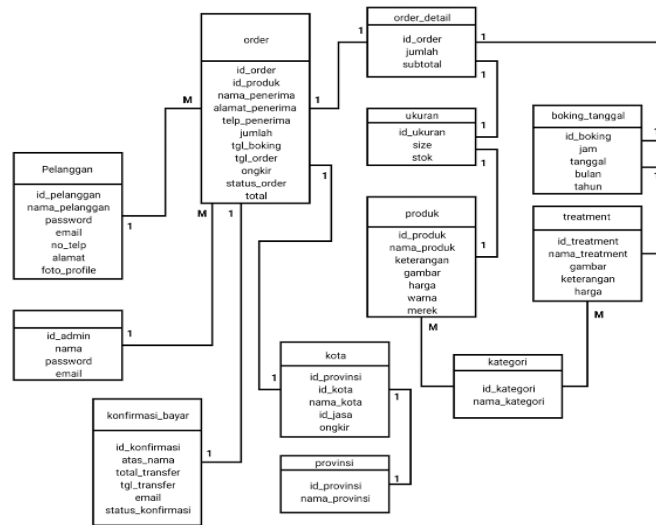 order
id_order
id_produk
nama_penerima
alamat_penerima
telp_penerima
jumlah
tgl_boking
tgl_order
ongkir
status_order
total
order_detail
id_order
jumlah
subtotal
ukuran
id_ukuran
size
stok
boking_tanggal
id_boking
jam
tanggal
bulan
tahun
Pelanggan
id_pelanggan
nama_pelanggan
password
email
no_telp
alamat
foto_profile
produk
id_produk
nama_produk
keterangan
gambar
harga
warna
merek
treatment
id_treatment
nama_treatment
gambar
keterangan
harga
id_admin
nama
password
email
kota
id_provinsi
id_kota
nama_kota
id_jasa
ongkir
kategori
id_kategori
nama_kategori
konfirmasi_bayar
id_konfirmasi
atas_nama
total_transfer
tgl_transfer
email
status_konfirmasi
provinsi
id_provinsi
nama_provinsi
M
1
M
1
1
1
1
1
1
1
1
1
1
1
1
1
1
M
M
1
1
1